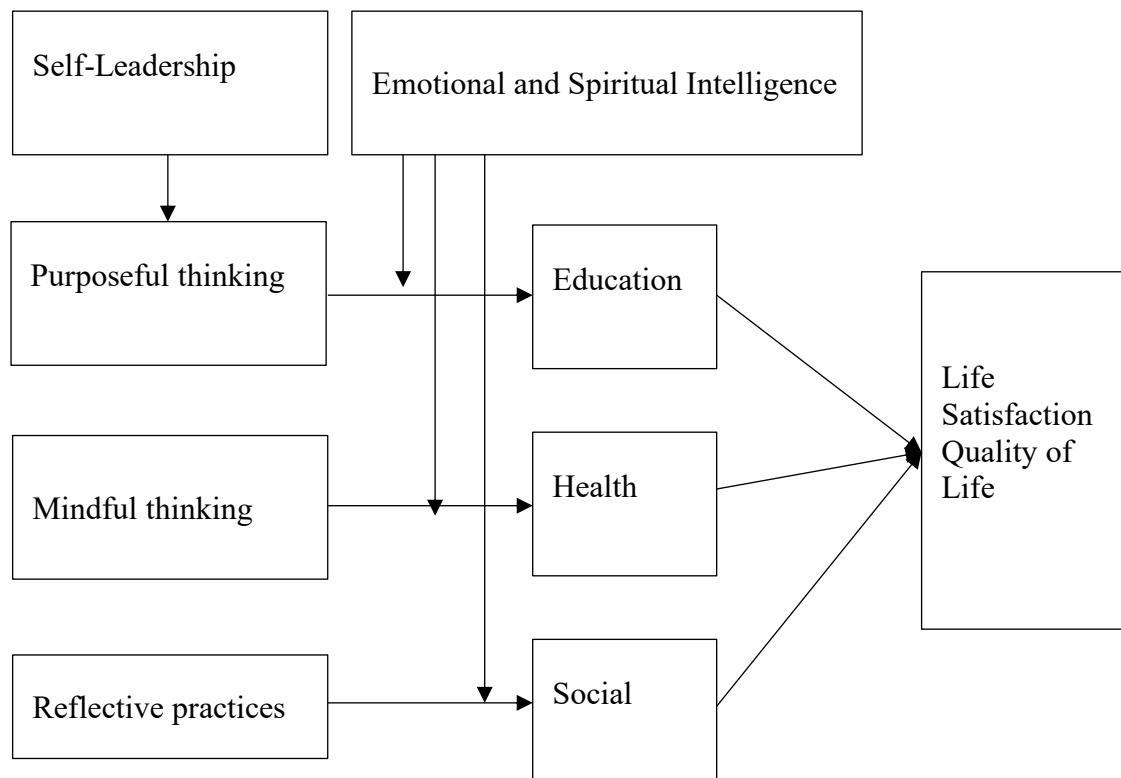 Self-Leadership
Emotional and Spiritual Intelligence
Purposeful thinking
Education
Mindful thinking
Health
Reflective practices
Social
Life
Satisfaction
Quality of
Life